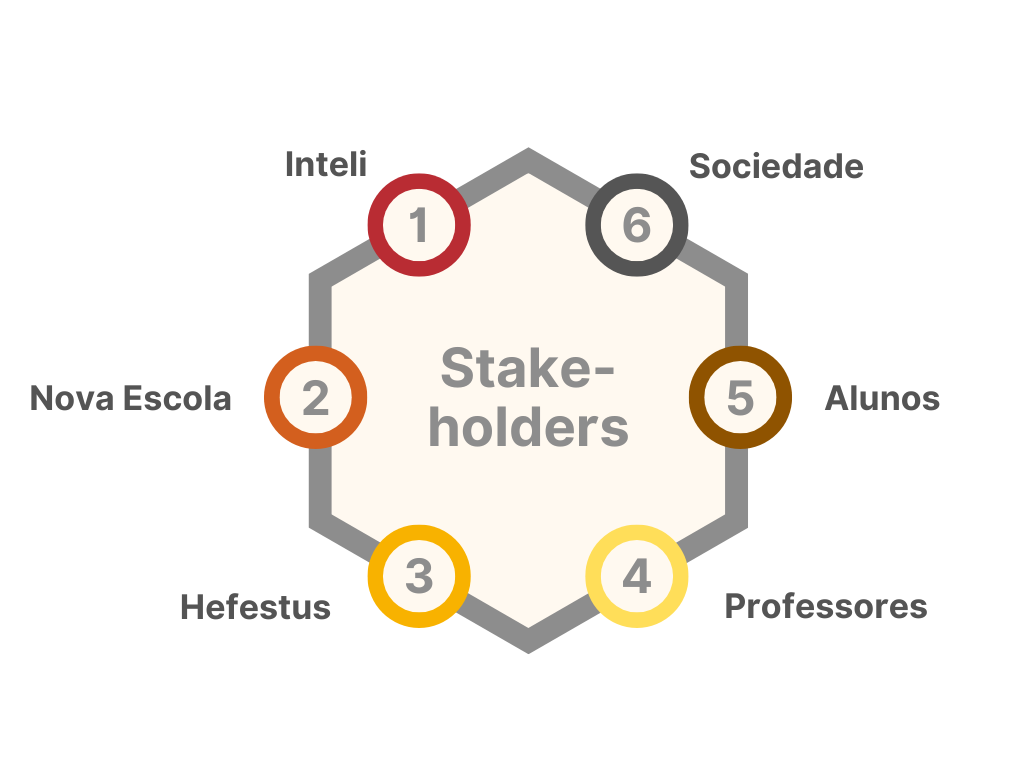 Inteli
Sociedade
1
6
Stake-
holders
Nova Escola
2
5
Alunos
3
4
Hefestus
Professores